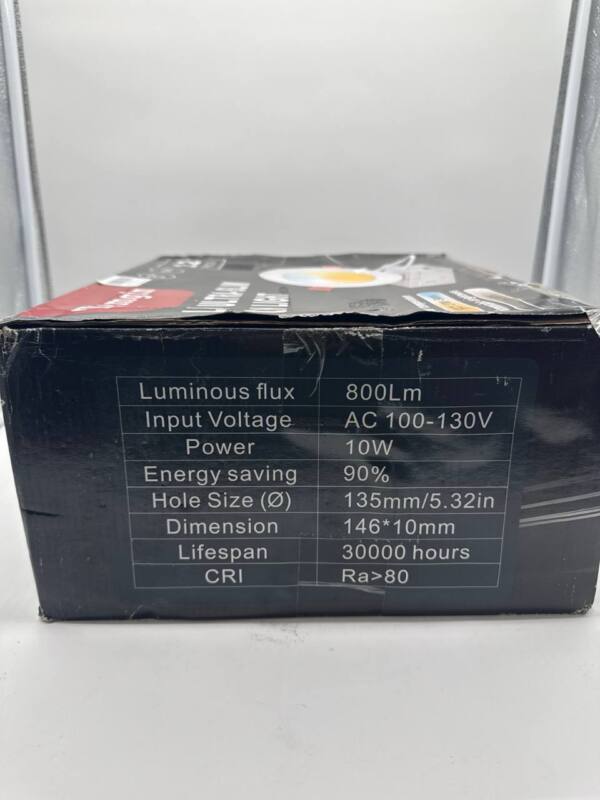 Luminous flux 800Lm
Input Voltage AC 100-130V
Power 10W
Energy saving 90%
Hole Size (Ø) 135mm/5.32in
Dimension 146*10mm
Lifespan 30000 hours
CRI Ra>80